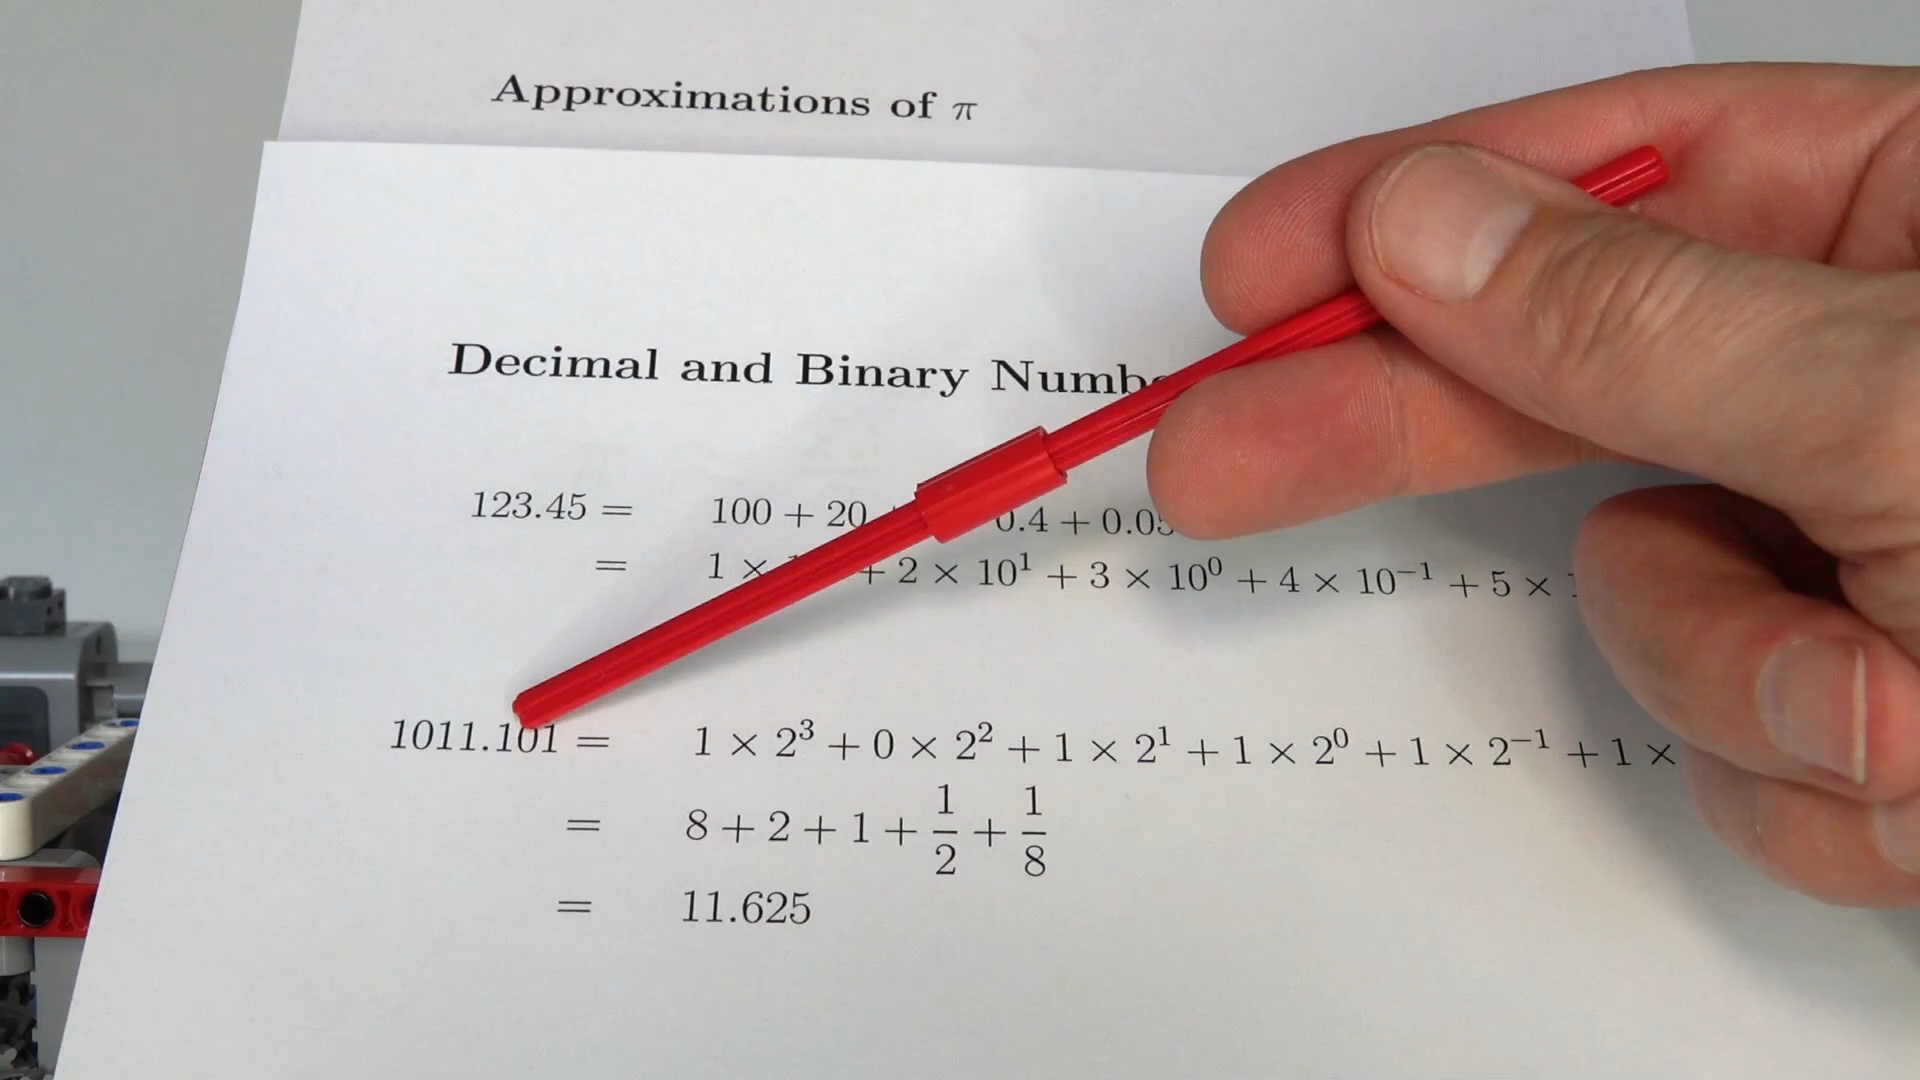 Approximations of π
Decimal and Binary
123.45 = 100 + 20 0.4 + 0.05
= 1 × + 2 × 10¹ + 3 × 10⁰ + 4 × 10⁻¹ + 5 ×
1011.101 = 1 × 2³ + 0 × 2² + 1 × 2¹ + 1 × 2⁰ + 1 × 2⁻¹ + 1 ×
= 8 + 2 + 1 + 1/2 + 1/8
= 11.625